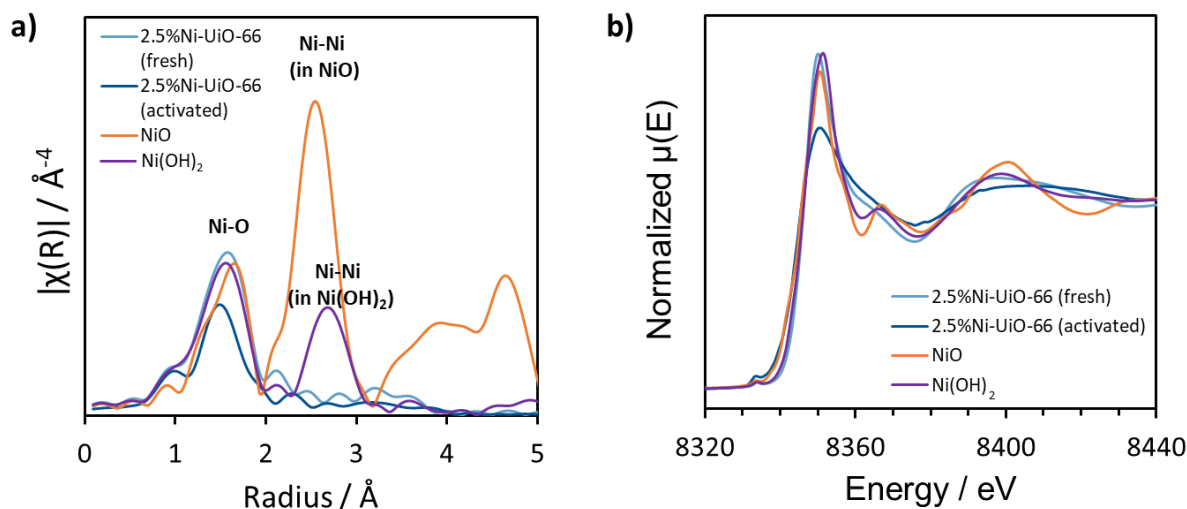 a)
2.5%Ni-UiO-66
(fresh)
2.5%Ni-UiO-66
(activated)
NiO
Ni(OH)₂
Ni-Ni
(in NiO)
Ni-O
Ni-Ni
(in Ni(OH)₂)
|χ(R)| / Å⁻⁴
0 1 2 3 4 5
Radius / Å
b)
Normalized μ(E)
2.5%Ni-UiO-66 (fresh)
2.5%Ni-UiO-66 (activated)
NiO
Ni(OH)₂
8320 8360 8400 8440
Energy / eV